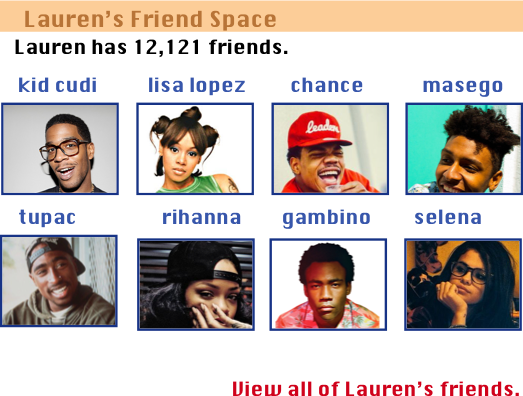 Lauren's Friend Space
Lauren has 12,121 friends.
kid cudi lisa lopez chance masego
leaders
tupac rihanna gambino selena
View all of Lauren's friends.